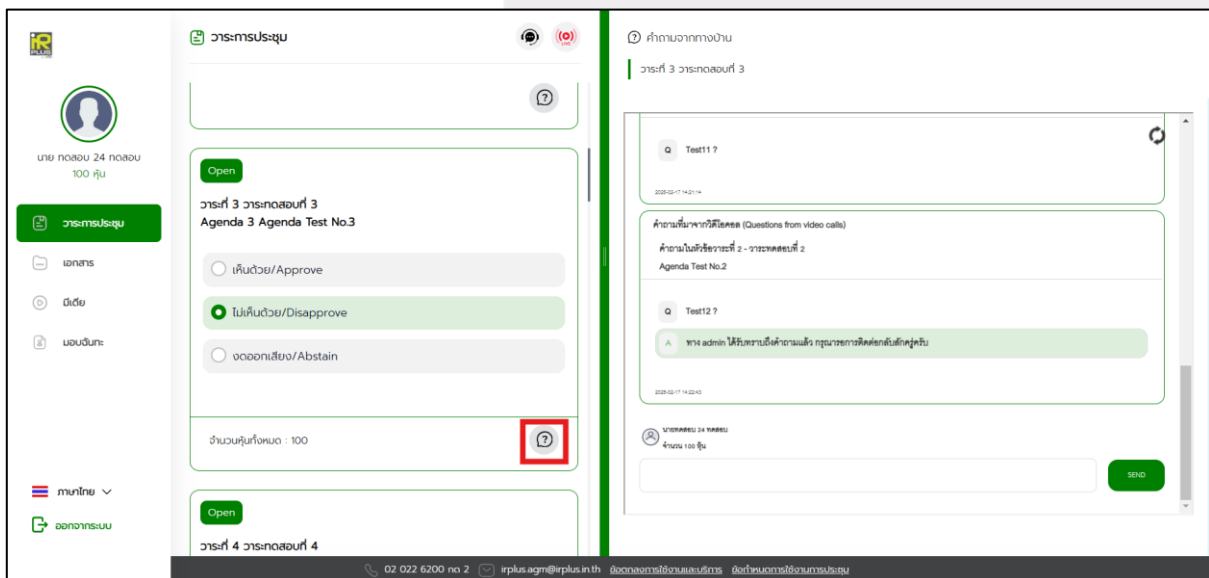 iR
PLUS
นาย ทดสอบ 24 ทดสอบ
100 หุ้น
วาระการประชุม
เอกสาร
มีเดีย
มอบฉันทะ
ภาษาไทย
ออกจากระบบ
วาระการประชุม
LIVE
Open
วาระที่ 3 วาระทดสอบที่ 3
Agenda 3 Agenda Test No.3
เห็นด้วย/Approve
ไม่เห็นด้วย/Disapprove
งดออกเสียง/Abstain
จำนวนหุ้นทั้งหมด : 100
Open
วาระที่ 4 วาระทดสอบที่ 4
คำถามจากทางบ้าน
วาระที่ 3 วาระทดสอบที่ 3
Q Test11 ?
2025-02-17 14:21:14
คำถามที่มาจากวิดีโอคอล (Questions from video calls)
คำถามในหัวข้อวาระที่ 2 - วาระทดสอบที่ 2
Agenda Test No.2
Q Test12 ?
A ทาง admin ได้รับทราบถึงคำถามแล้ว กรุณารอการติดต่อกลับสักครู่ครับ
2025-02-17 14:22:43
นายทดสอบ 24 ทดสอบ
จำนวน 100 หุ้น
SEND
02 022 6200 กด 2 irplus.agm@irplus.in.th ข้อตกลงการใช้งานและบริการ ข้อกำหนดการใช้งานการประชุม